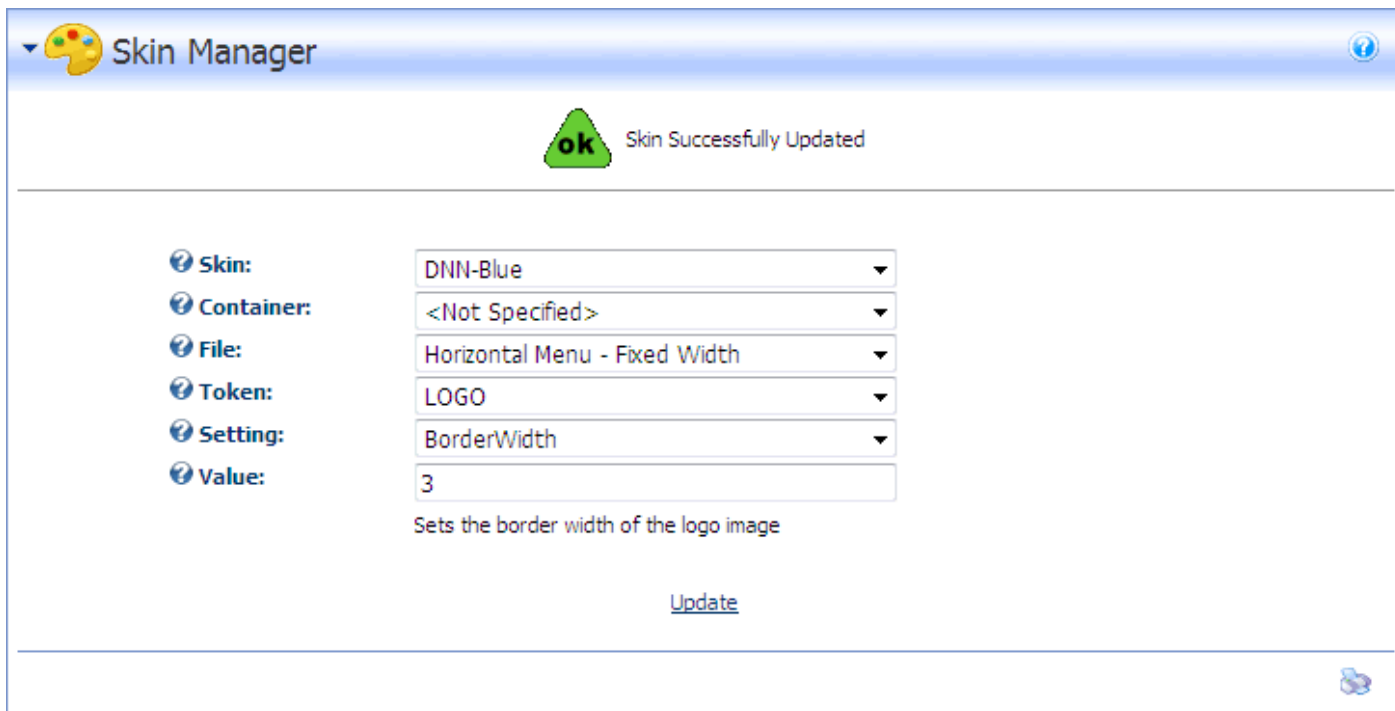 Skin Manager
ok Skin Successfully Updated
Skin: DNN-Blue
Container: <Not Specified>
File: Horizontal Menu - Fixed Width
Token: LOGO
Setting: BorderWidth
Value: 3
Sets the border width of the logo image
Update